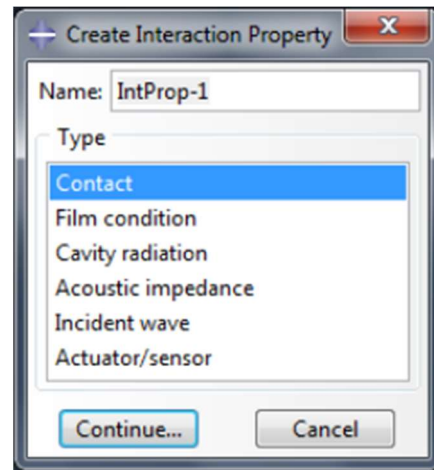 Create Interaction Property
Name: IntProp-1
Type
Contact
Film condition
Cavity radiation
Acoustic impedance
Incident wave
Actuator/sensor
Continue... Cancel